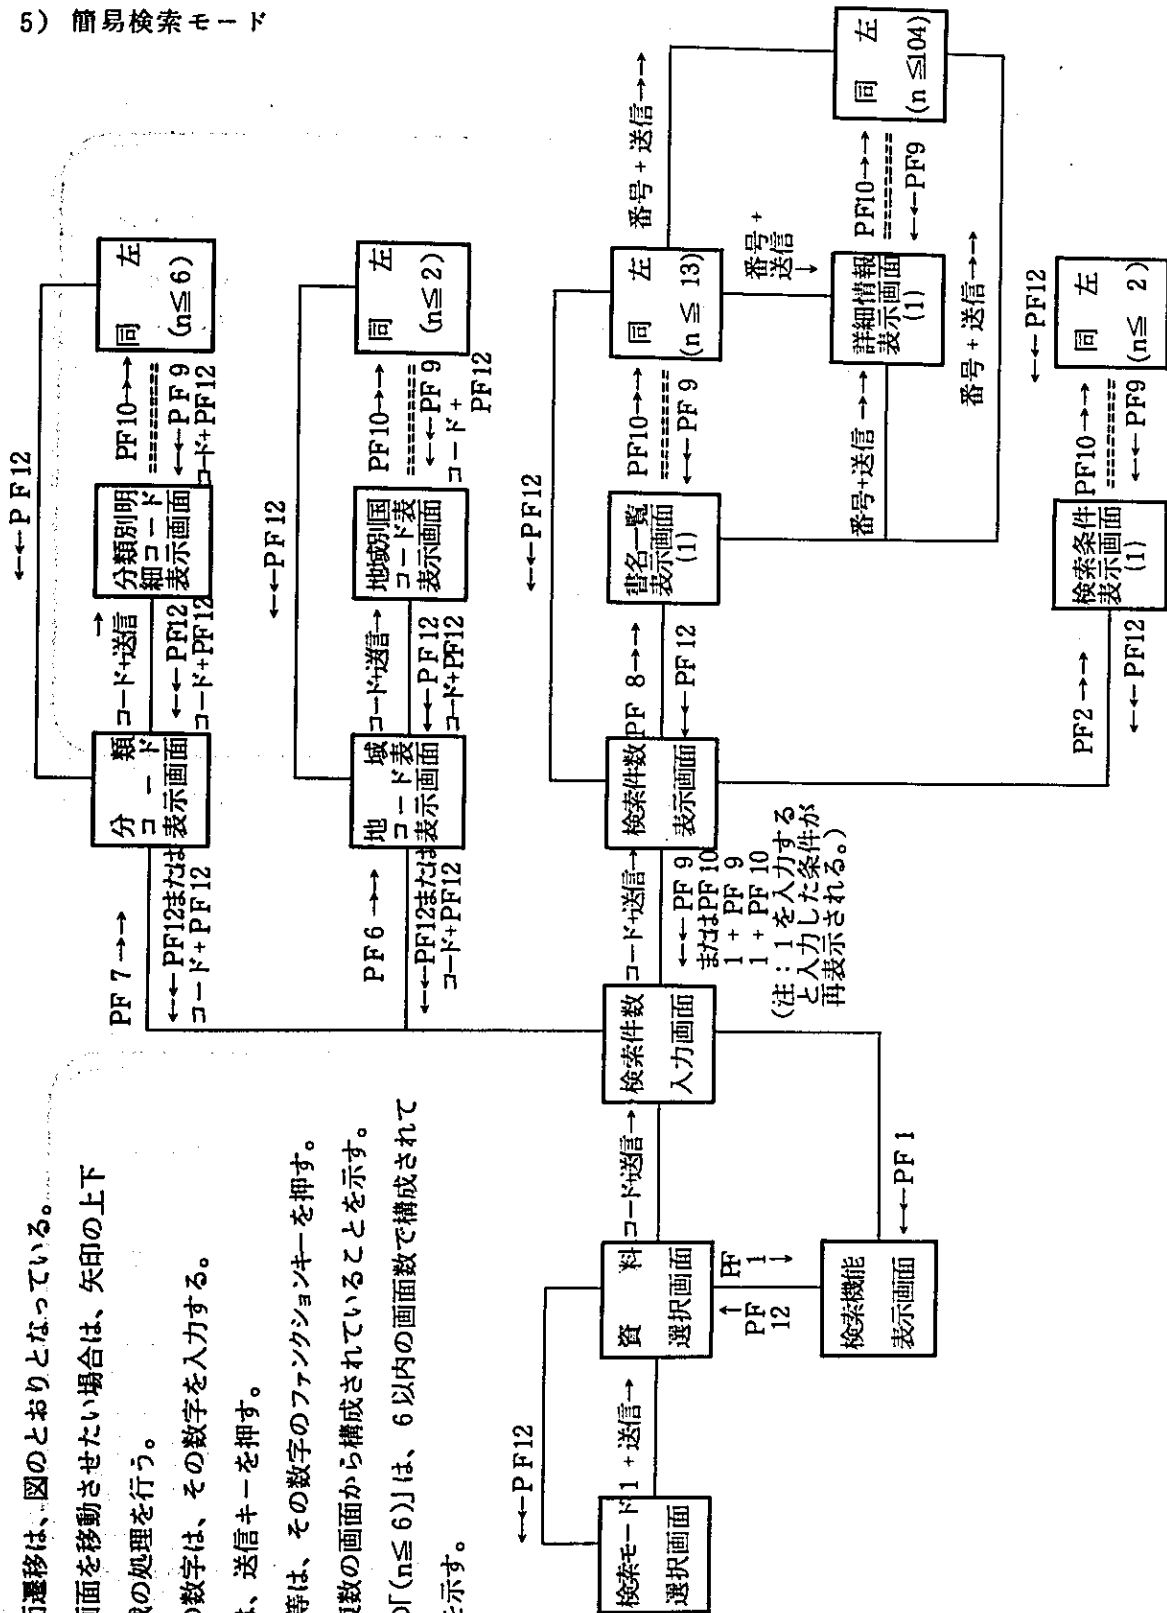 5) 簡易検索モード
面遷移は、図のとおりとなっている。
画面を移動させたい場合は、矢印の上下
の処理を行う。
の数字は、その数字を入力する。
は、送信キーを押す。
等は、その数字のファンクションキーを押す。
複数の画面から構成されていることを示す。
の「(n≦6)」は、6以内の画面数で構成されて
を示す。
検索モード
選択画面
1+送信→
←←PF12
資料
選択画面
PF
1↓
↑
PF
12
検索機能
表示画面
←←PF1
コード+送信→
検索件数
入力画面
PF7→→
←←PF12または
コード+PF12
分類
コード
表示画面
コード+送信
→
←←PF12
コード+PF12
分類別明
細コード
表示画面
PF10→→
==========
←←PF9
コード+PF12
同左
(n≦6)
←←PF12
PF6→→
←←PF12または
コード+PF12
地域
コード表
表示画面
コード+送信→
←←PF12
コード+PF12
地域別国
コード表
表示画面
PF10→→
==========
←←PF9
コード+
PF12
同左
(n≦2)
←←PF12
コード+送信→
←←PF9
またはPF10
1+PF9
1+PF10
(注:1を入力する
と入力した条件が
再表示される。)
検索件数
表示画面
PF8→→
←←PF12
書名一覧
表示画面
(1)
PF10→→
==========
←←PF9
同左
(n≦13)
←←PF12
番号+送信→→
番号+
送信
↓
番号+送信→→
詳細情報
表示画面
(1)
PF10→→
==========
←←PF9
同左
(n≦104)
番号+送信→→
PF2→→
←←PF12
検索条件
表示画面
(1)
PF10→→
==========
←←PF9
同左
(n≦2)
←←PF12